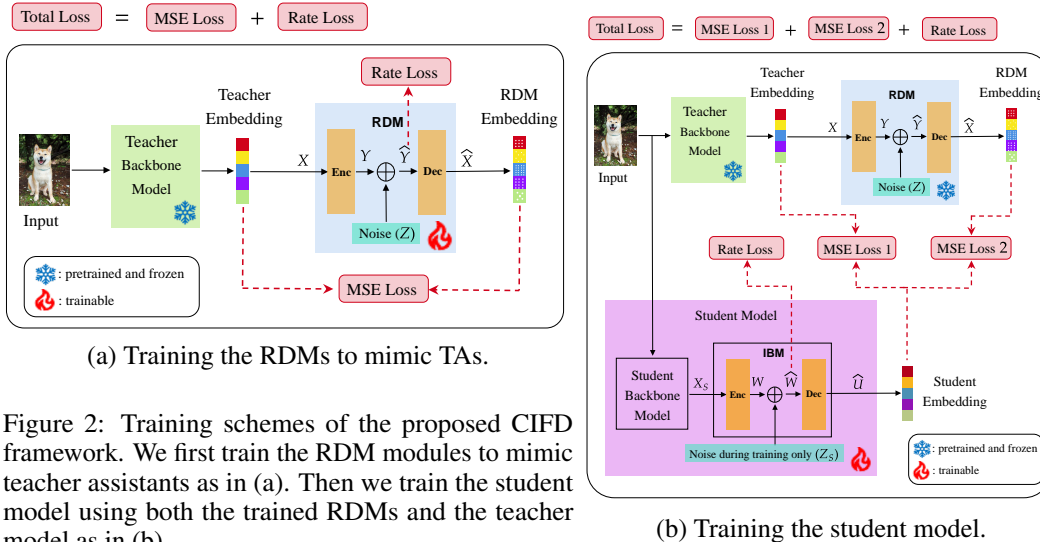 Total Loss = MSE Loss + Rate Loss
Rate Loss
Teacher
Embedding
RDM
RDM
Embedding
Teacher
Backbone
Model
X
Enc
Y
Ŷ
Dec
X̂
Input
Noise (Z)
: pretrained and frozen
: trainable
MSE Loss
(a) Training the RDMs to mimic TAs.
Figure 2: Training schemes of the proposed CIFD
framework. We first train the RDM modules to mimic
teacher assistants as in (a). Then we train the student
model using both the trained RDMs and the teacher
model as in (b).
Total Loss = MSE Loss 1 + MSE Loss 2 + Rate Loss
Teacher
Embedding
RDM
RDM
Embedding
Teacher
Backbone
Model
X
Enc
Y
Ŷ
Dec
X̂
Input
Noise (Z)
Rate Loss
MSE Loss 1
MSE Loss 2
Student Model
IBM
Student
Backbone
Model
X_S
Enc
W
Ŵ
Dec
Û
Student
Embedding
Noise during training only (Z_S)
: pretrained and frozen
: trainable
(b) Training the student model.